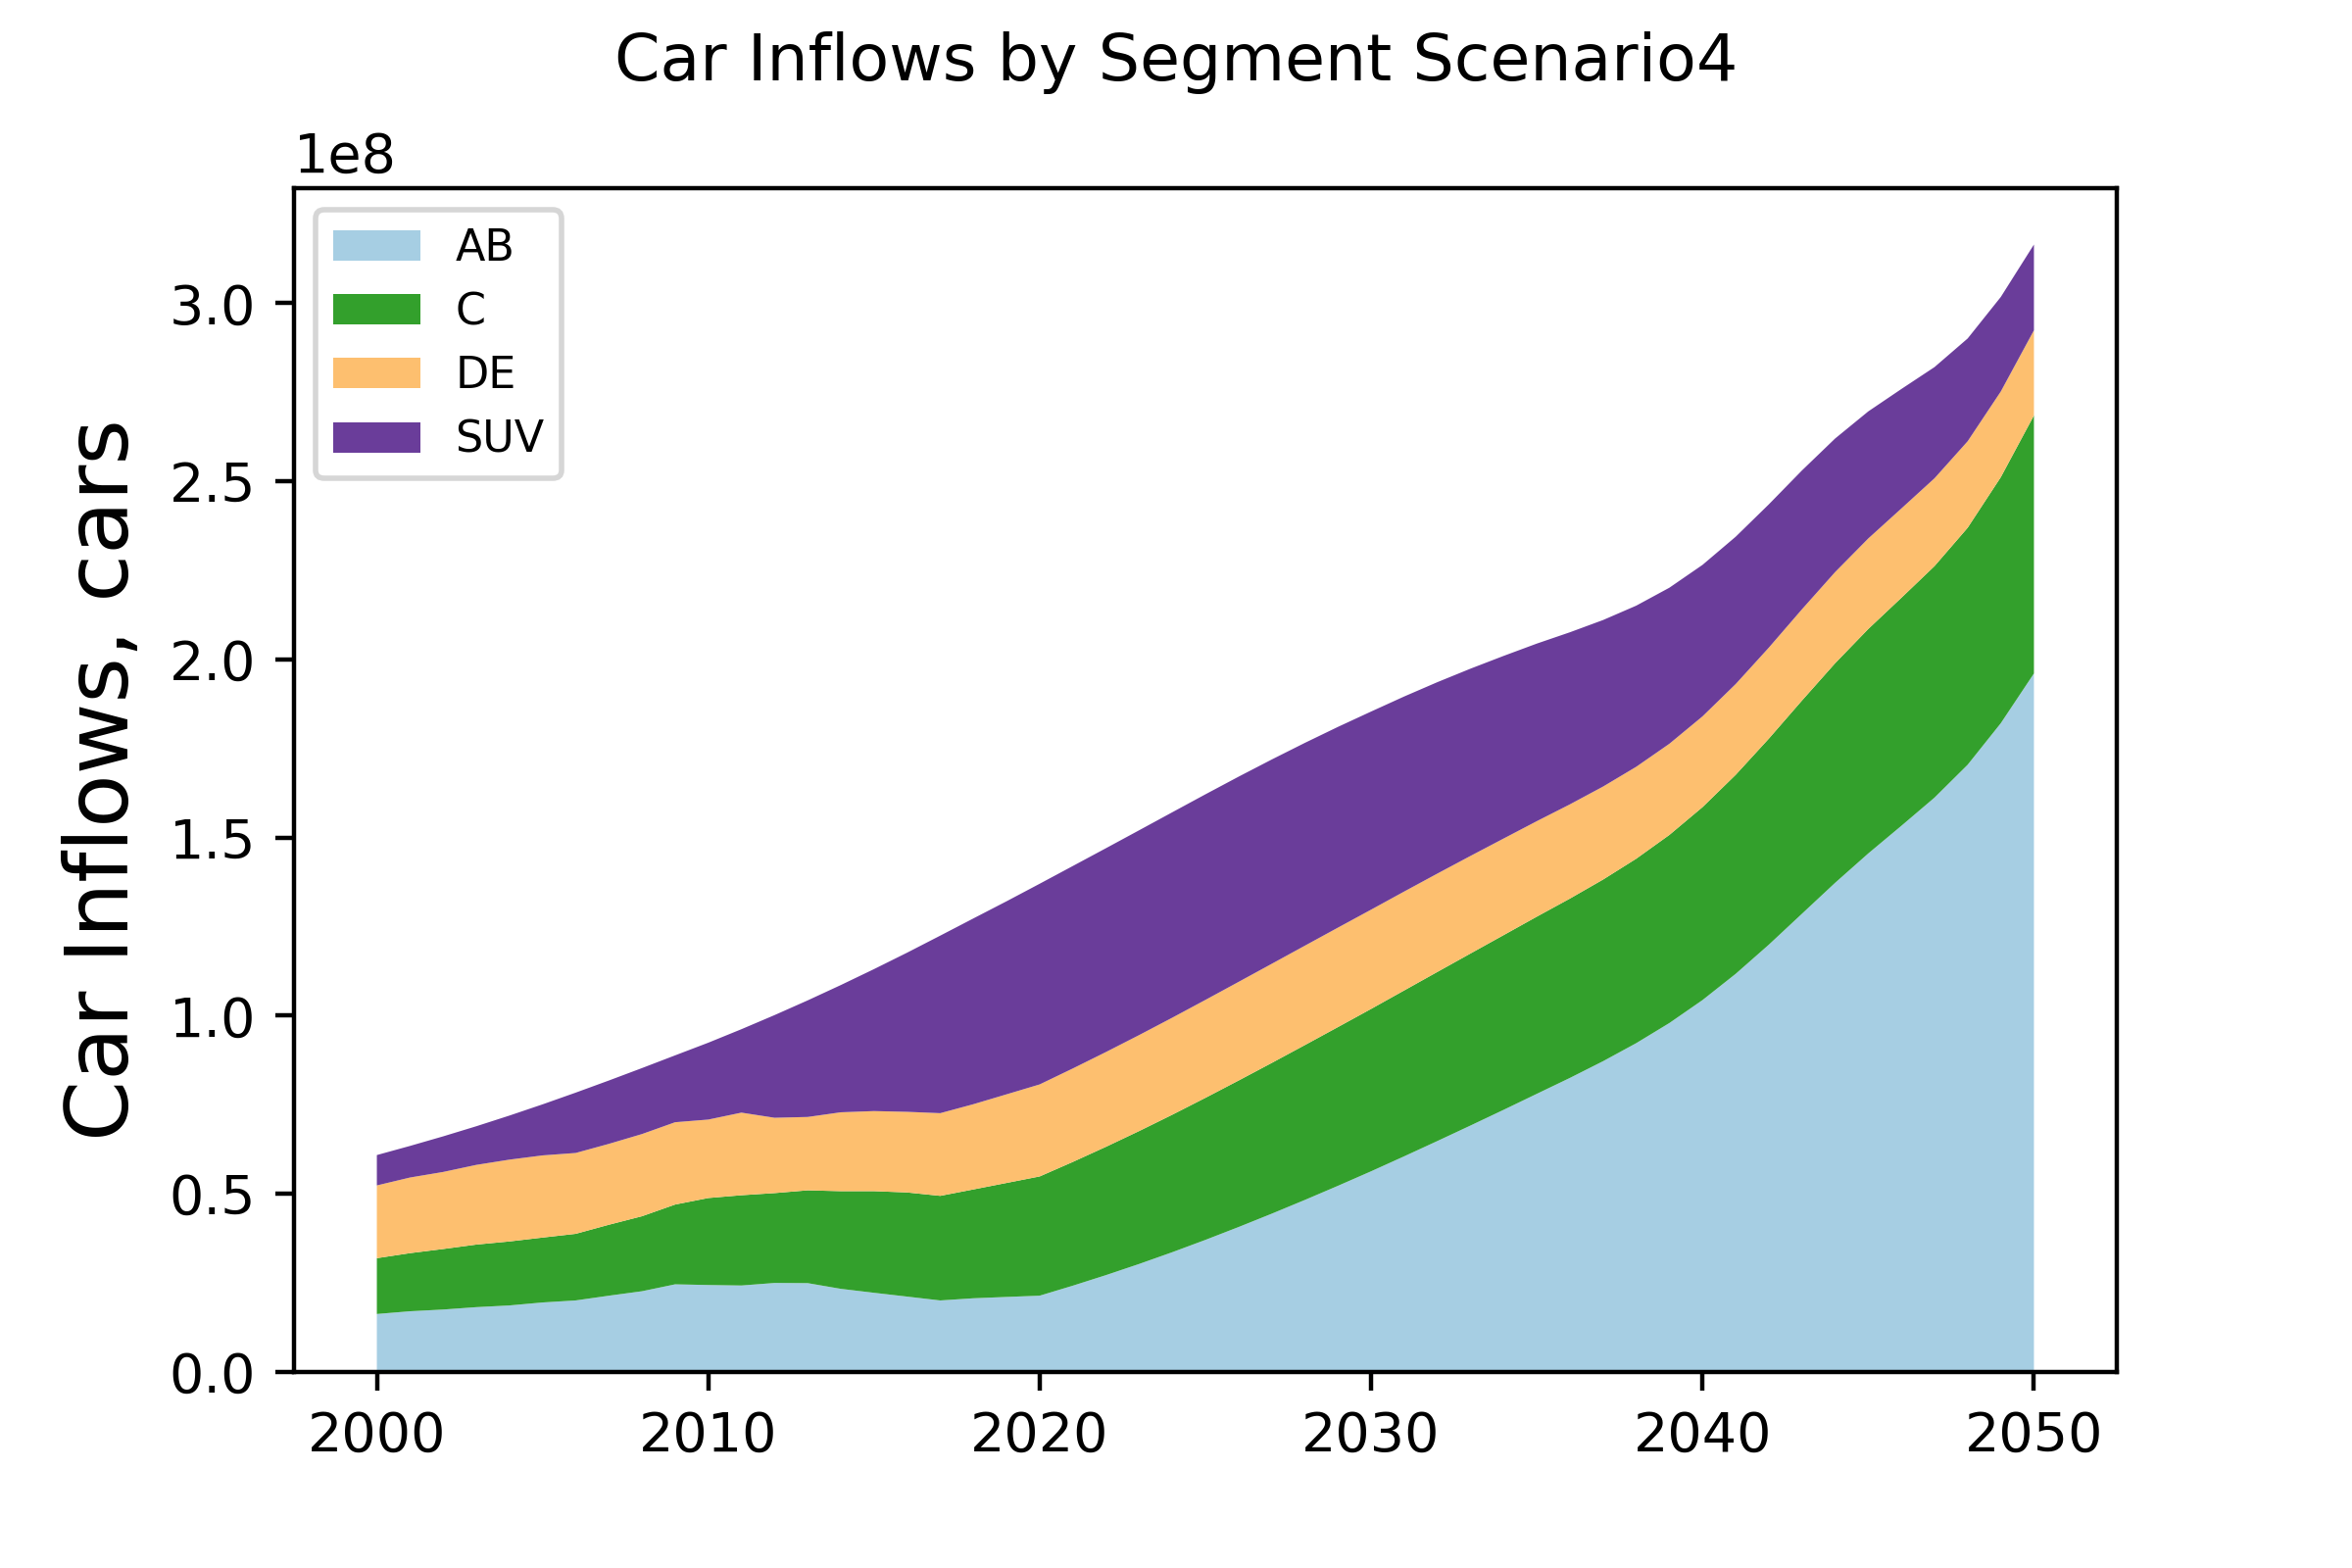 Car Inflows by Segment Scenario4
1e8
AB
C
DE
SUV
Car Inflows, cars
3.0
2.5
2.0
1.5
1.0
0.5
0.0
2000 2010 2020 2030 2040 2050